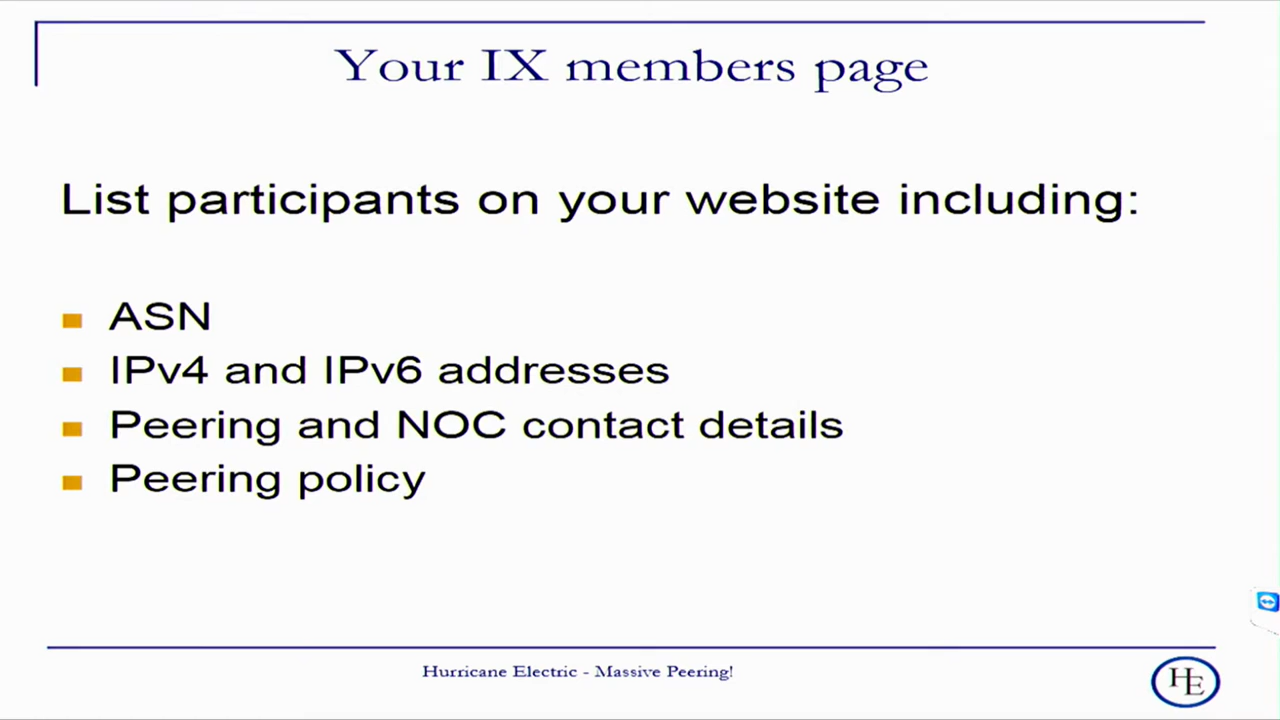 Your IX members page
List participants on your website including:
ASN
IPv4 and IPv6 addresses
Peering and NOC contact details
Peering policy
Hurricane Electric - Massive Peering!
HE